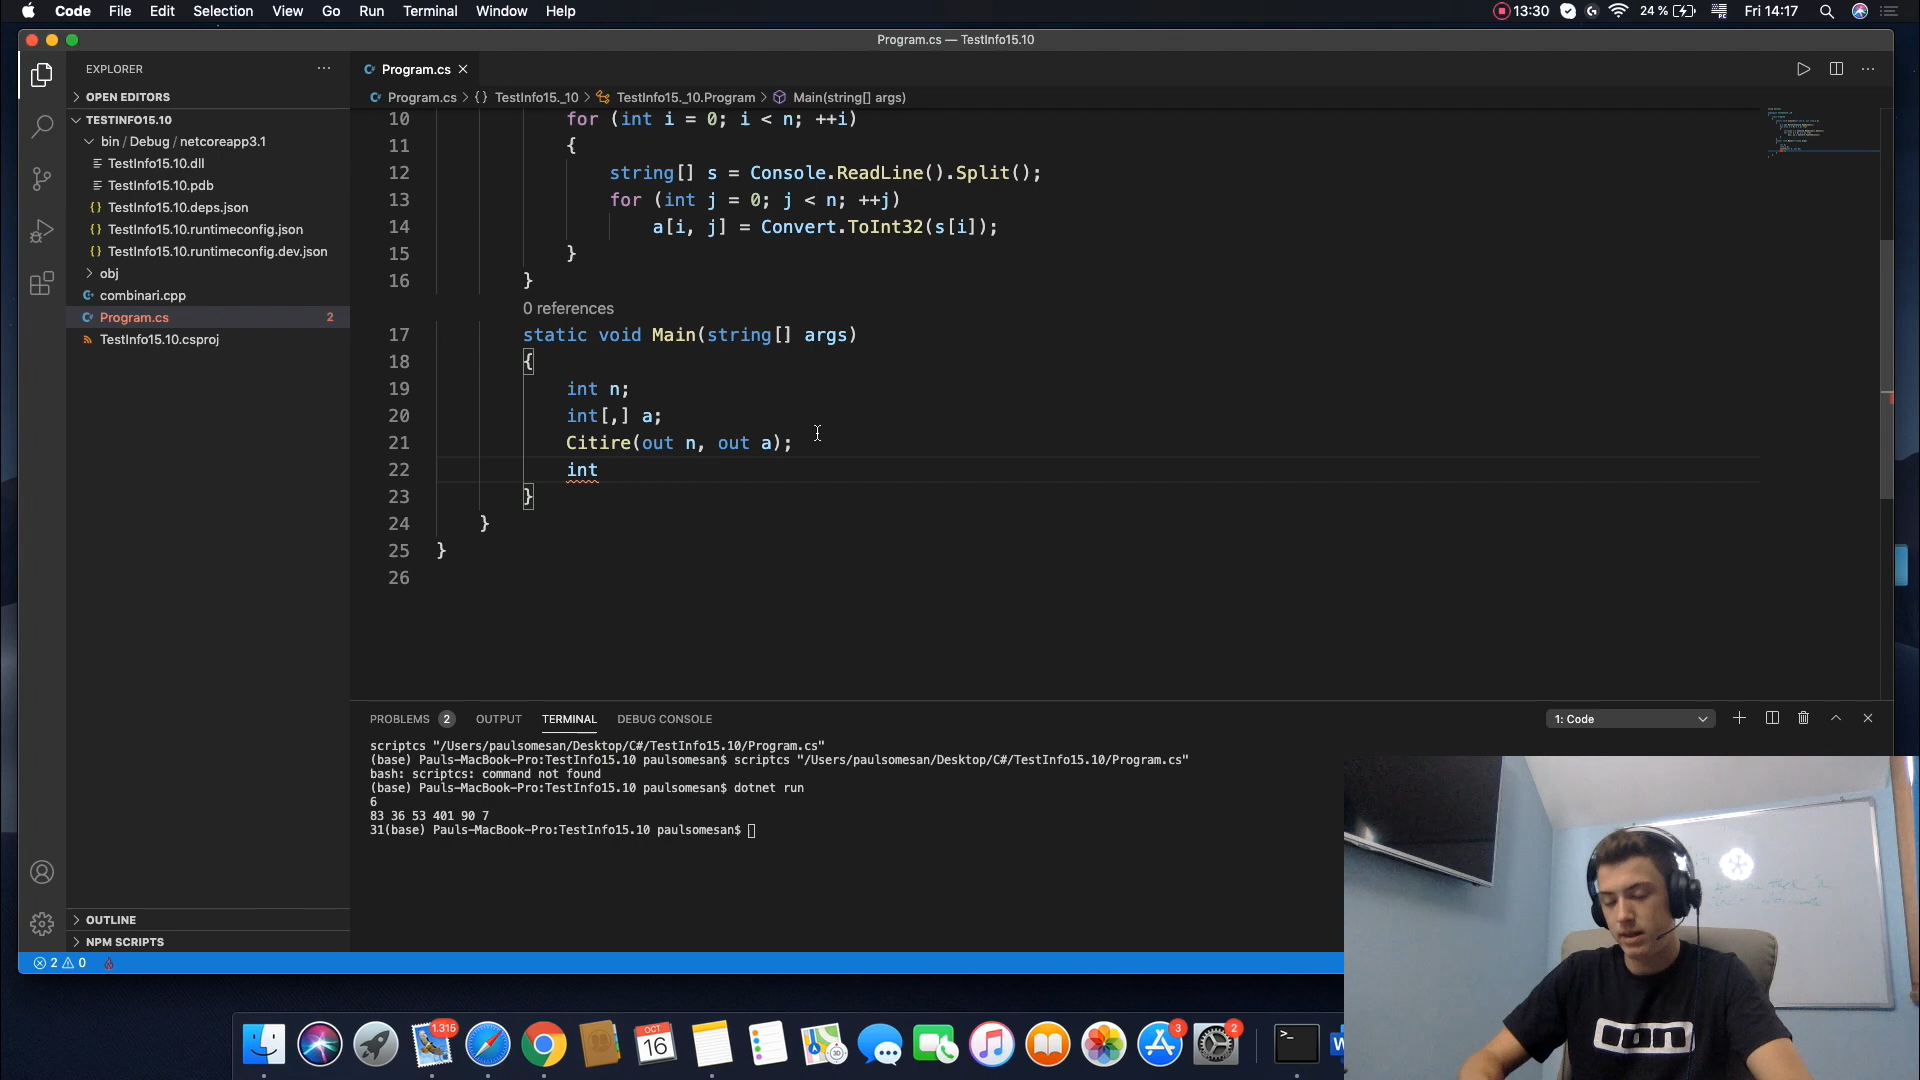 Code File Edit Selection View Go Run Terminal Window Help
13:30 24 % Fri 14:17
Program.cs — TestInfo15.10
EXPLORER
OPEN EDITORS
TESTINFO15.10
bin / Debug / netcoreapp3.1
TestInfo15.10.dll
TestInfo15.10.pdb
TestInfo15.10.deps.json
TestInfo15.10.runtimeconfig.json
TestInfo15.10.runtimeconfig.dev.json
obj
combinari.cpp
Program.cs 2
TestInfo15.10.csproj
OUTLINE
NPM SCRIPTS
Program.cs
Program.cs > {} TestInfo15._10 > TestInfo15._10.Program > Main(string[] args)
10 for (int i = 0; i < n; ++i)
11 {
12 string[] s = Console.ReadLine().Split();
13 for (int j = 0; j < n; ++j)
14 a[i, j] = Convert.ToInt32(s[i]);
15 }
16 }
0 references
17 static void Main(string[] args)
18 {
19 int n;
20 int[,] a;
21 Citire(out n, out a);
22 int
23 }
24 }
25 }
26
PROBLEMS 2 OUTPUT TERMINAL DEBUG CONSOLE 1: Code
scriptcs "/Users/paulsomesan/Desktop/C#/TestInfo15.10/Program.cs"
(base) Pauls-MacBook-Pro:TestInfo15.10 paulsomesan$ scriptcs "/Users/paulsomesan/Desktop/C#/TestInfo15.10/Program.cs"
bash: scriptcs: command not found
(base) Pauls-MacBook-Pro:TestInfo15.10 paulsomesan$ dotnet run
6
83 36 53 401 90 7
31(base) Pauls-MacBook-Pro:TestInfo15.10 paulsomesan$
2 0
1.315
OCT
16
3
2